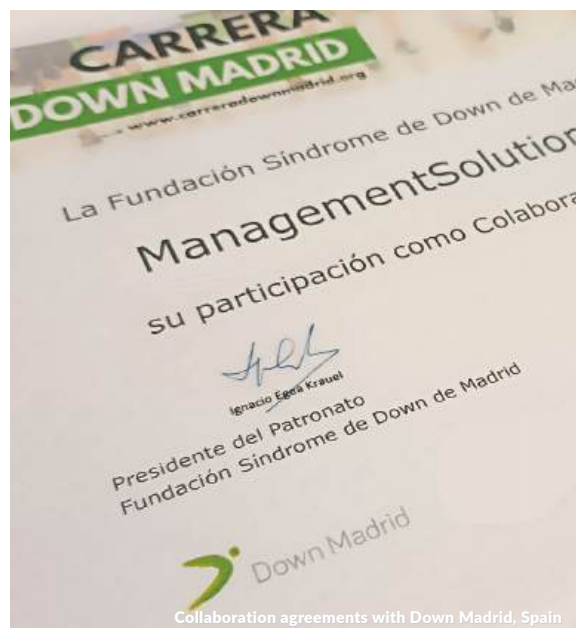 CARRERA
DOWN MADRID
www.carreradownmadrid.org
La Fundación Síndrome de Down de Ma
ManagementSolution
su participación como Colabora
Ignacio Egea Krauel
Presidente del Patronato
Fundación Síndrome de Down de Madrid
Down Madrid
Collaboration agreements with Down Madrid, Spain